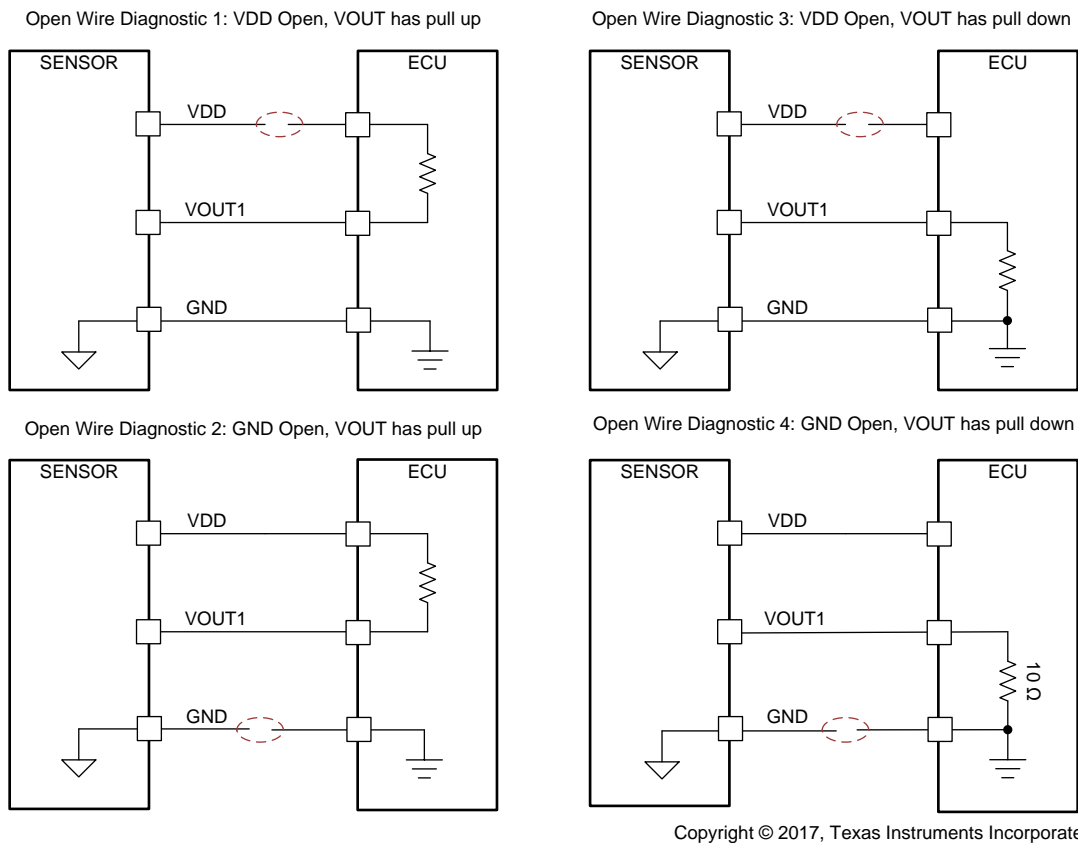 Open Wire Diagnostic 1: VDD Open, VOUT has pull up
SENSOR
ECU
VDD
VOUT1
GND
Open Wire Diagnostic 3: VDD Open, VOUT has pull down
SENSOR
ECU
VDD
VOUT1
GND
Open Wire Diagnostic 2: GND Open, VOUT has pull up
SENSOR
ECU
VDD
VOUT1
GND
Open Wire Diagnostic 4: GND Open, VOUT has pull down
SENSOR
ECU
VDD
VOUT1
10 Ω
GND
Copyright © 2017, Texas Instruments Incorporate